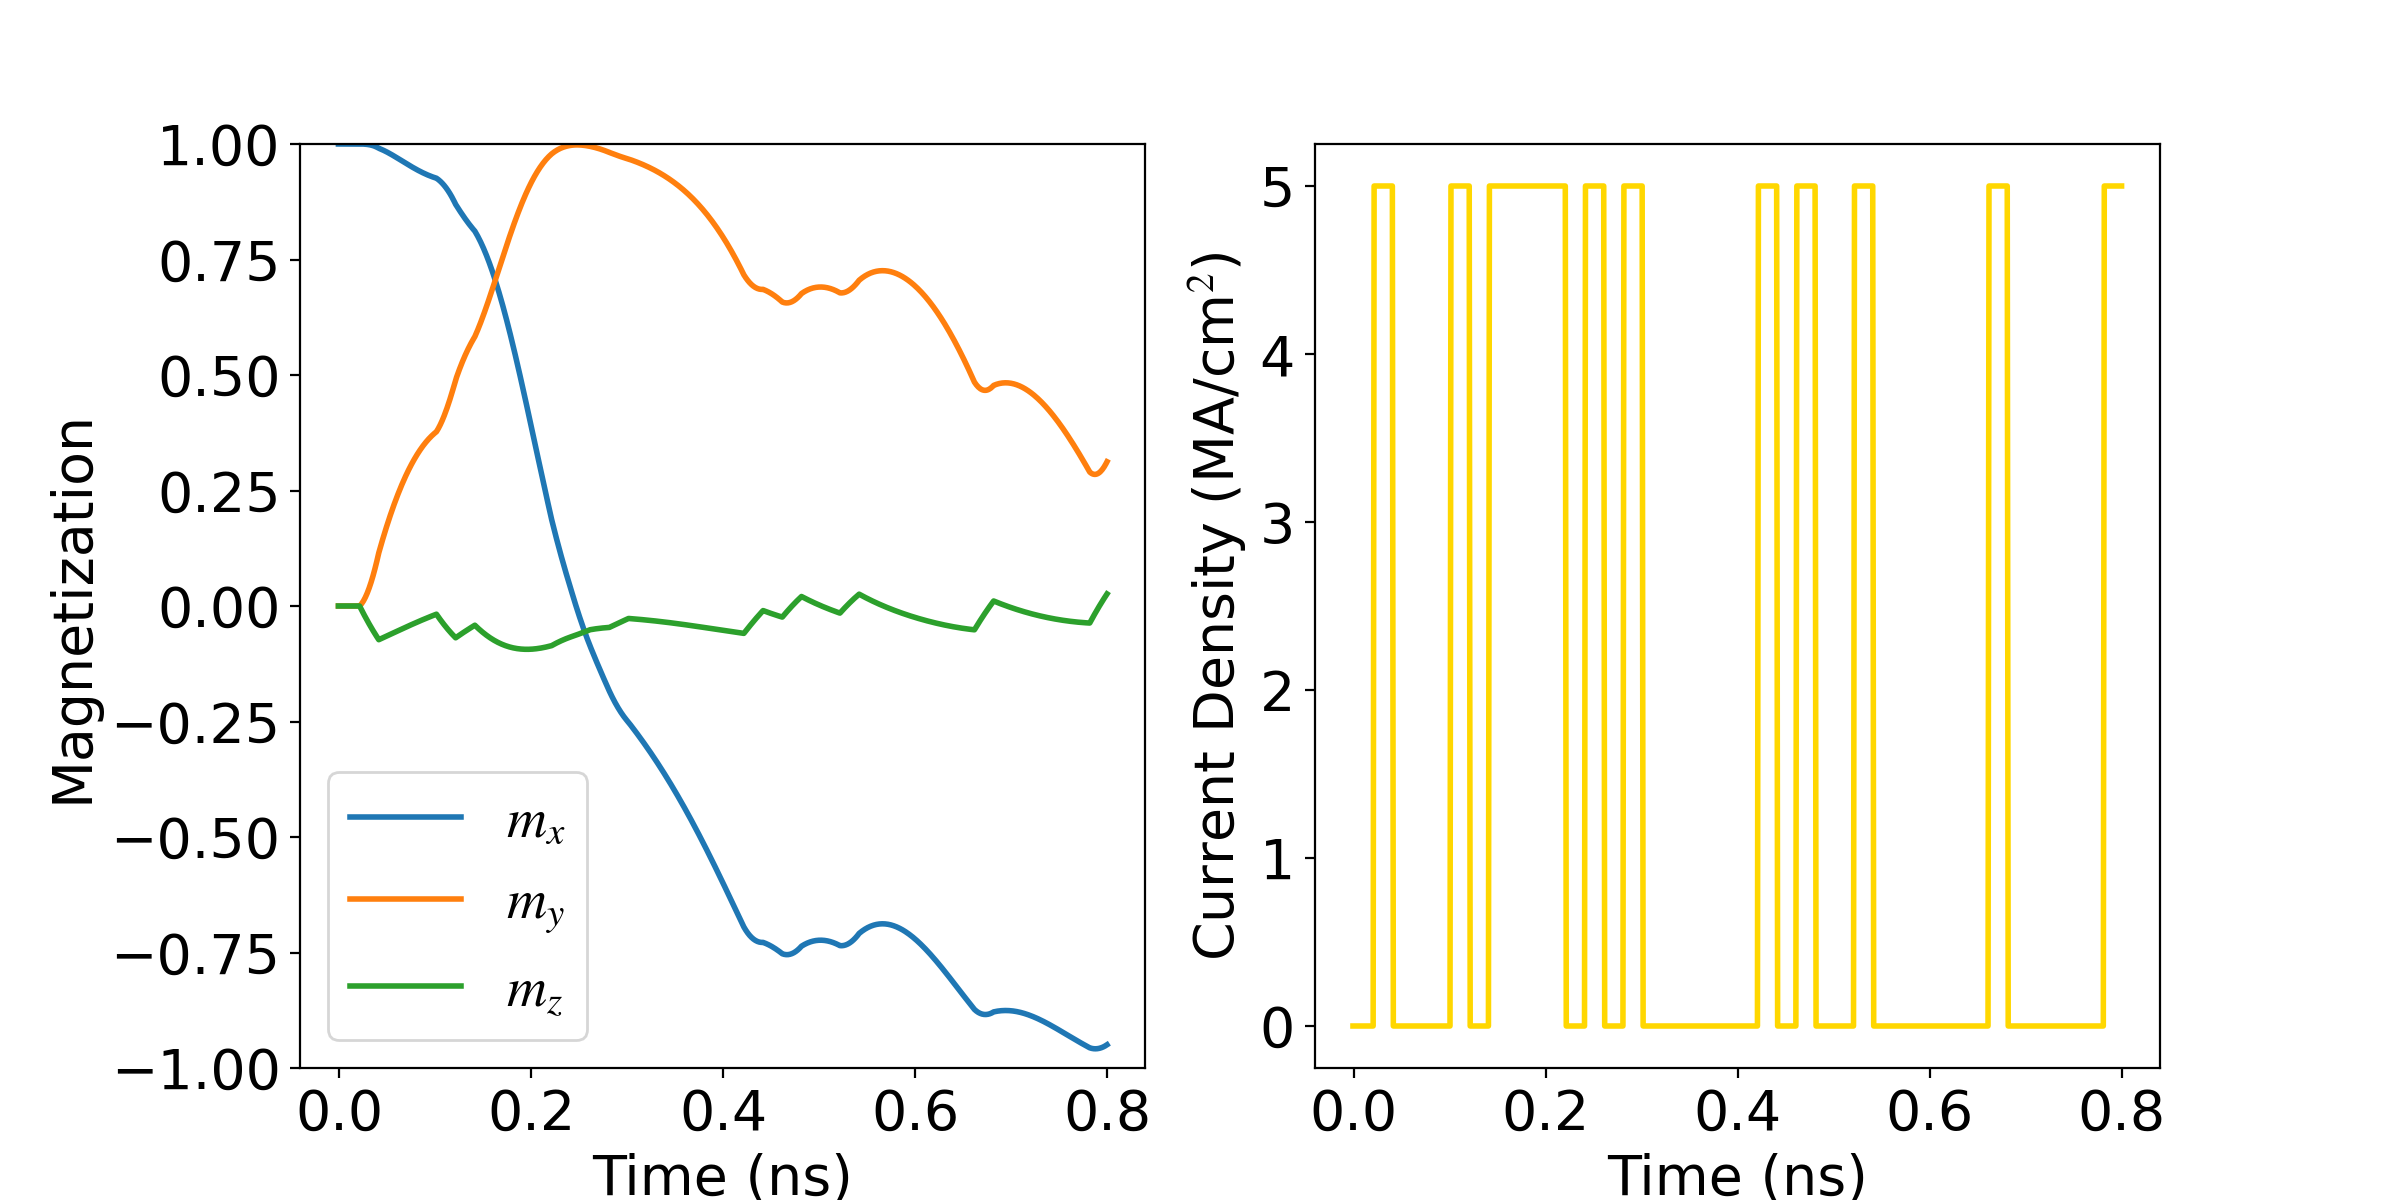 Magnetization
1.00
0.75
0.50
0.25
0.00
−0.25
−0.50
−0.75
−1.00
0.0 0.2 0.4 0.6 0.8
Time (ns)
m_x
m_y
m_z
Current Density (MA/cm²)
5
4
3
2
1
0
0.0 0.2 0.4 0.6 0.8
Time (ns)